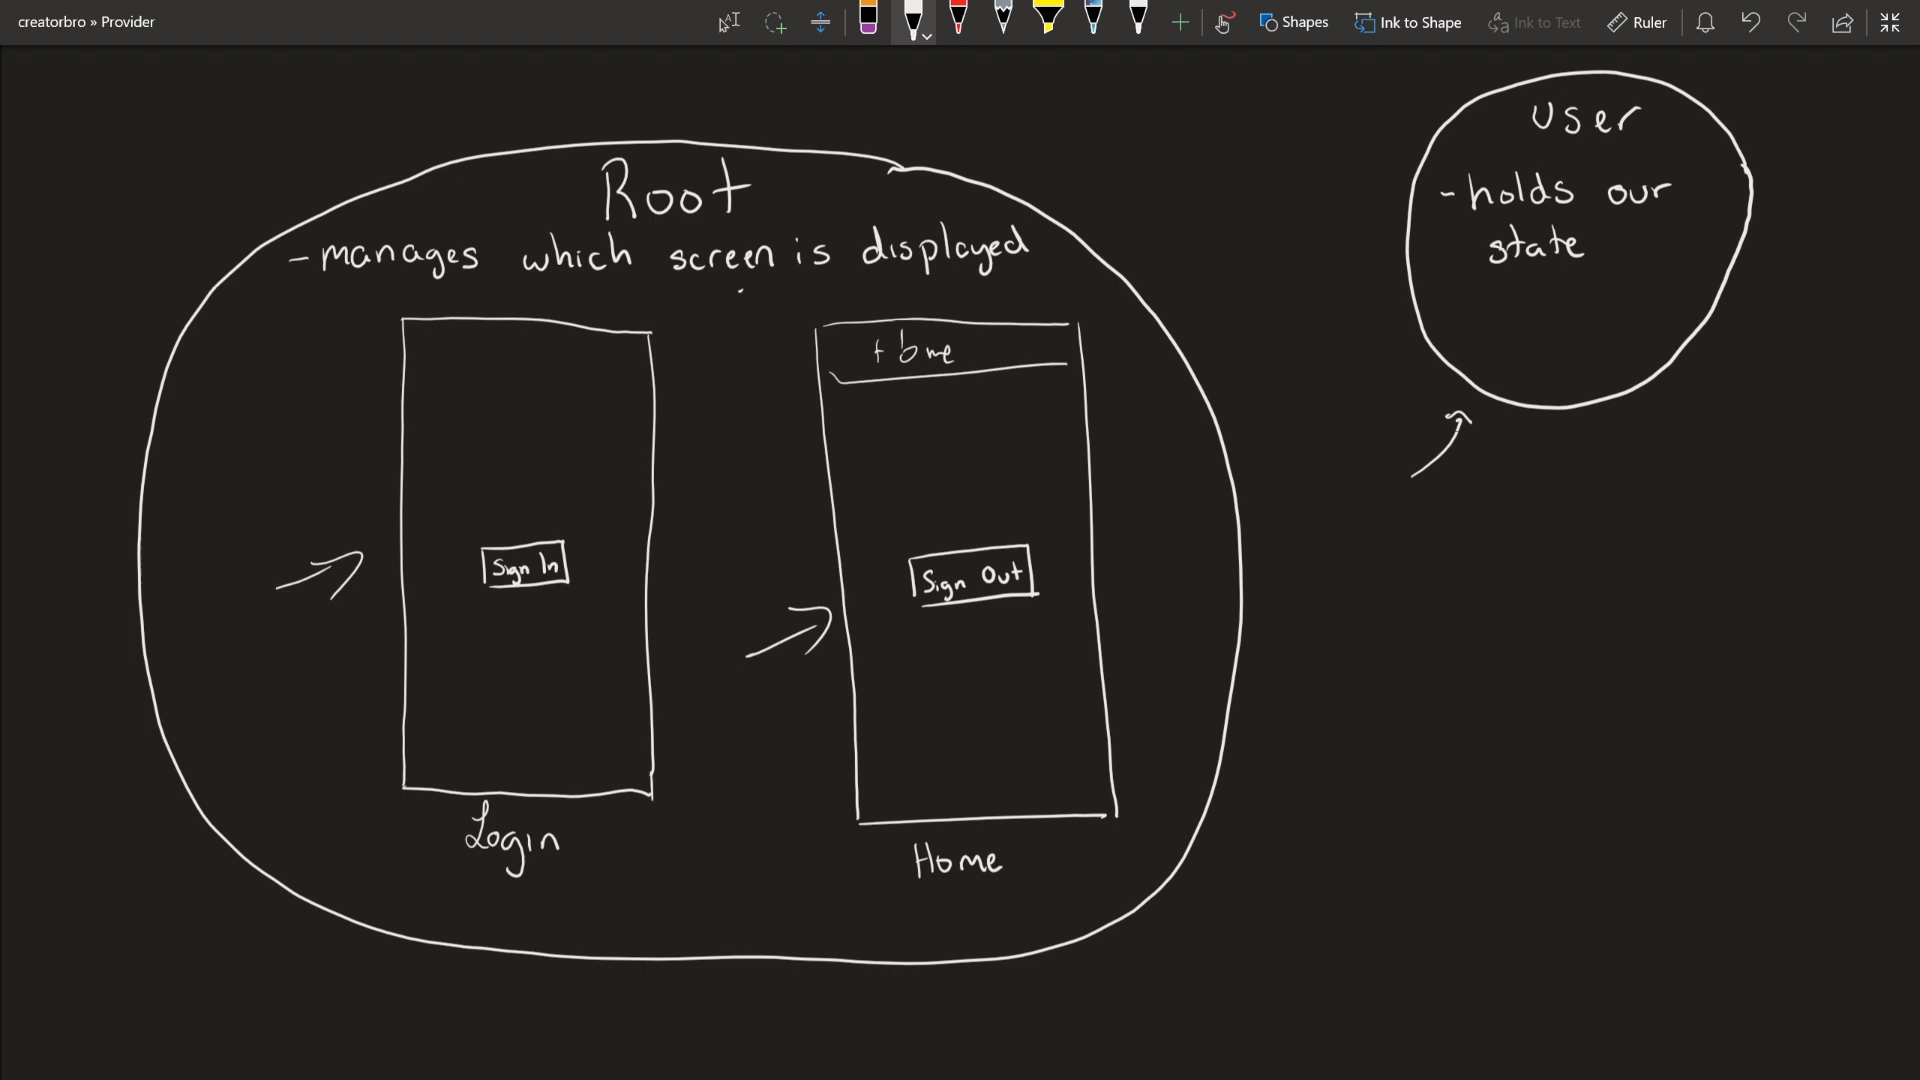 creatorbro » Provider
Shapes
Ink to Shape
Ink to Text
Ruler
User
- holds our
state
Root
- manages which screen is displayed
Home
Sign In
Sign Out
Login
Home